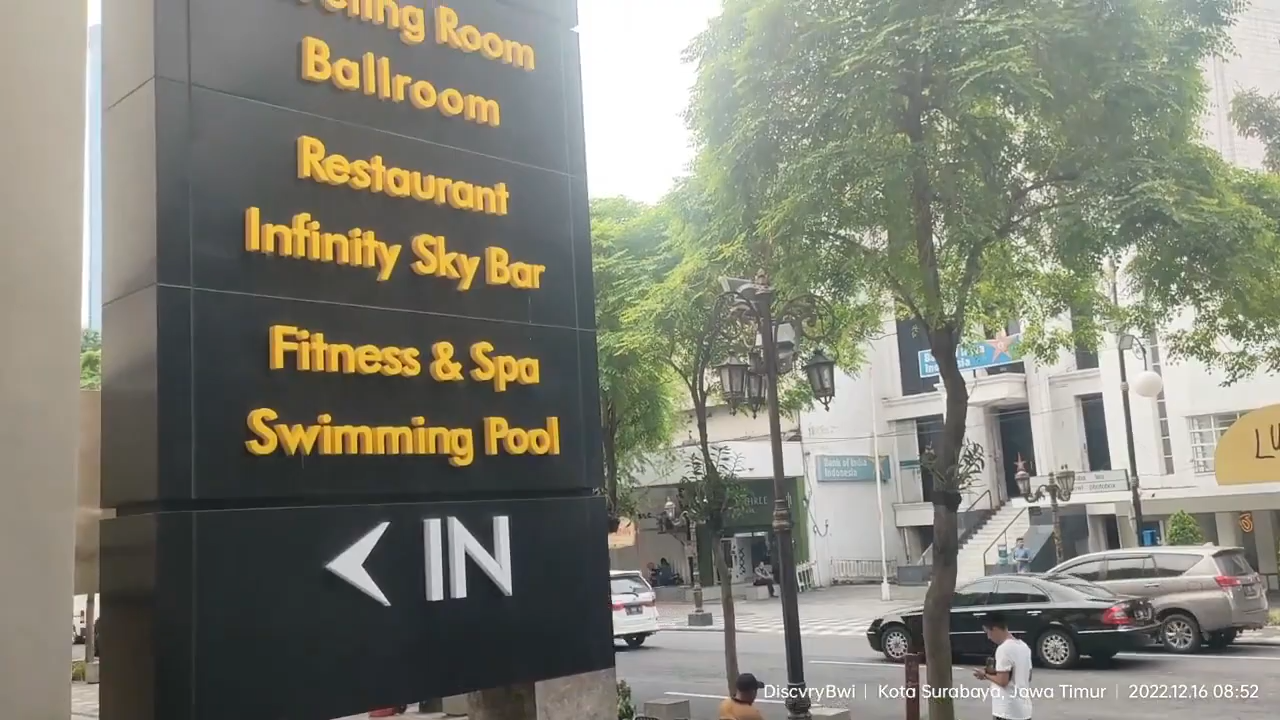 Room
Ballroom
Restaurant
Infinity Sky Bar
Fitness & Spa
Swimming Pool
< IN
Bank of India
Indonesia
DiscvryBwi | Kota Surabaya, Jawa Timur | 2022.12.16 08:52